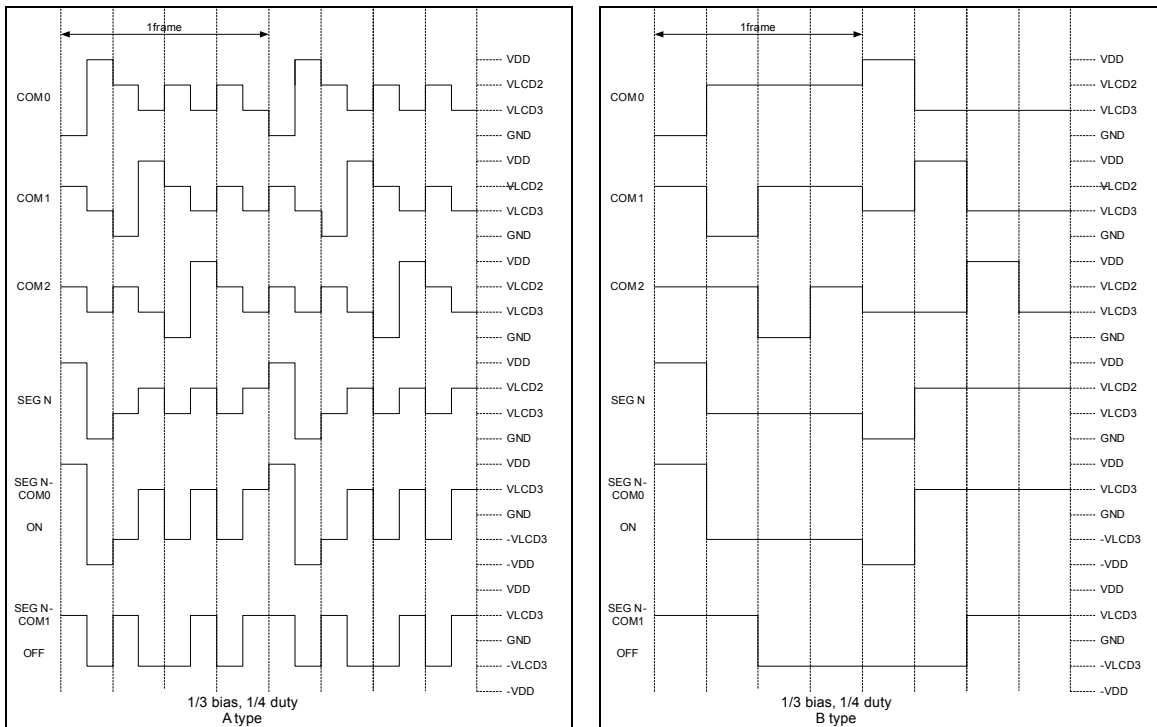 1frame
COM0
VDD
VLCD2
VLCD3
GND
COM1
VDD
VLCD2
VLCD3
GND
COM2
VDD
VLCD2
VLCD3
GND
SEG N
VDD
VLCD2
VLCD3
GND
SEG N-
COM0
ON
VDD
VLCD3
GND
-VLCD3
-VDD
SEG N-
COM1
OFF
VDD
VLCD3
GND
-VLCD3
-VDD
1/3 bias, 1/4 duty
A type
1frame
COM0
VDD
VLCD2
VLCD3
GND
COM1
VDD
VLCD2
VLCD3
GND
COM2
VDD
VLCD2
VLCD3
GND
SEG N
VDD
VLCD2
VLCD3
GND
SEG N-
COM0
ON
VDD
VLCD3
GND
-VLCD3
-VDD
SEG N-
COM1
OFF
VDD
VLCD3
GND
-VLCD3
-VDD
1/3 bias, 1/4 duty
B type